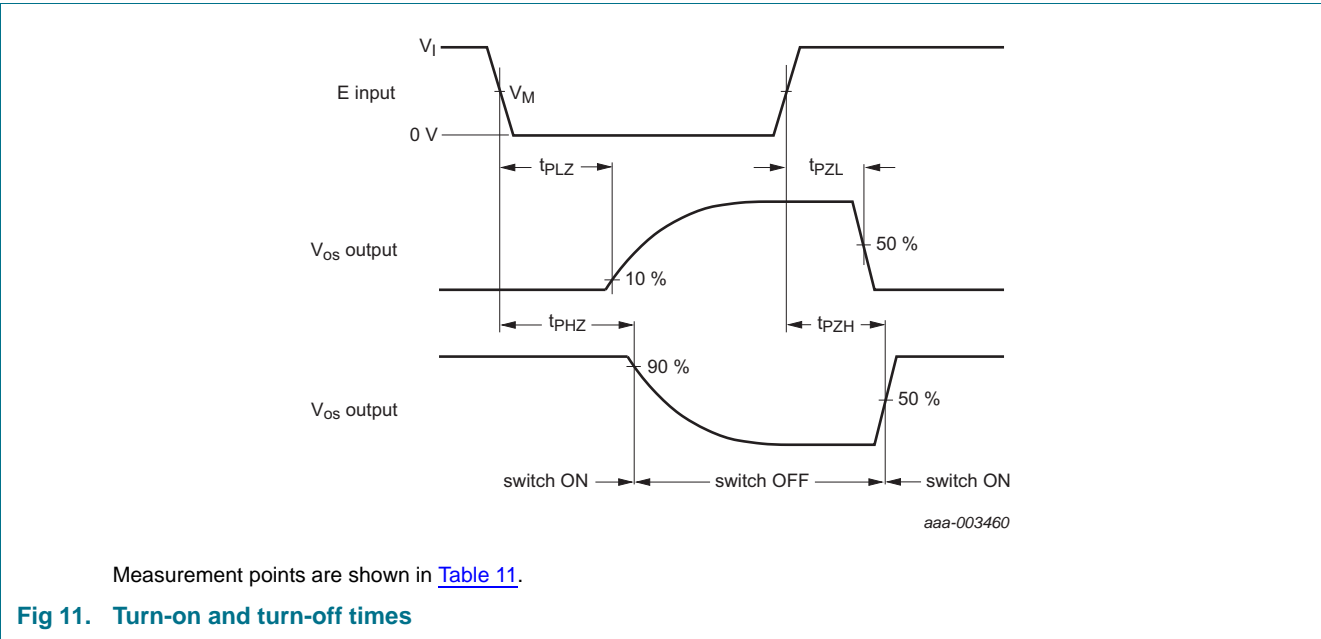 VI
E input
VM
0 V
tPLZ
tPZL
Vos output
50 %
10 %
tPHZ
tPZH
90 %
Vos output
50 %
switch ON
switch OFF
switch ON
aaa-003460
Measurement points are shown in Table 11.
Fig 11. Turn-on and turn-off times